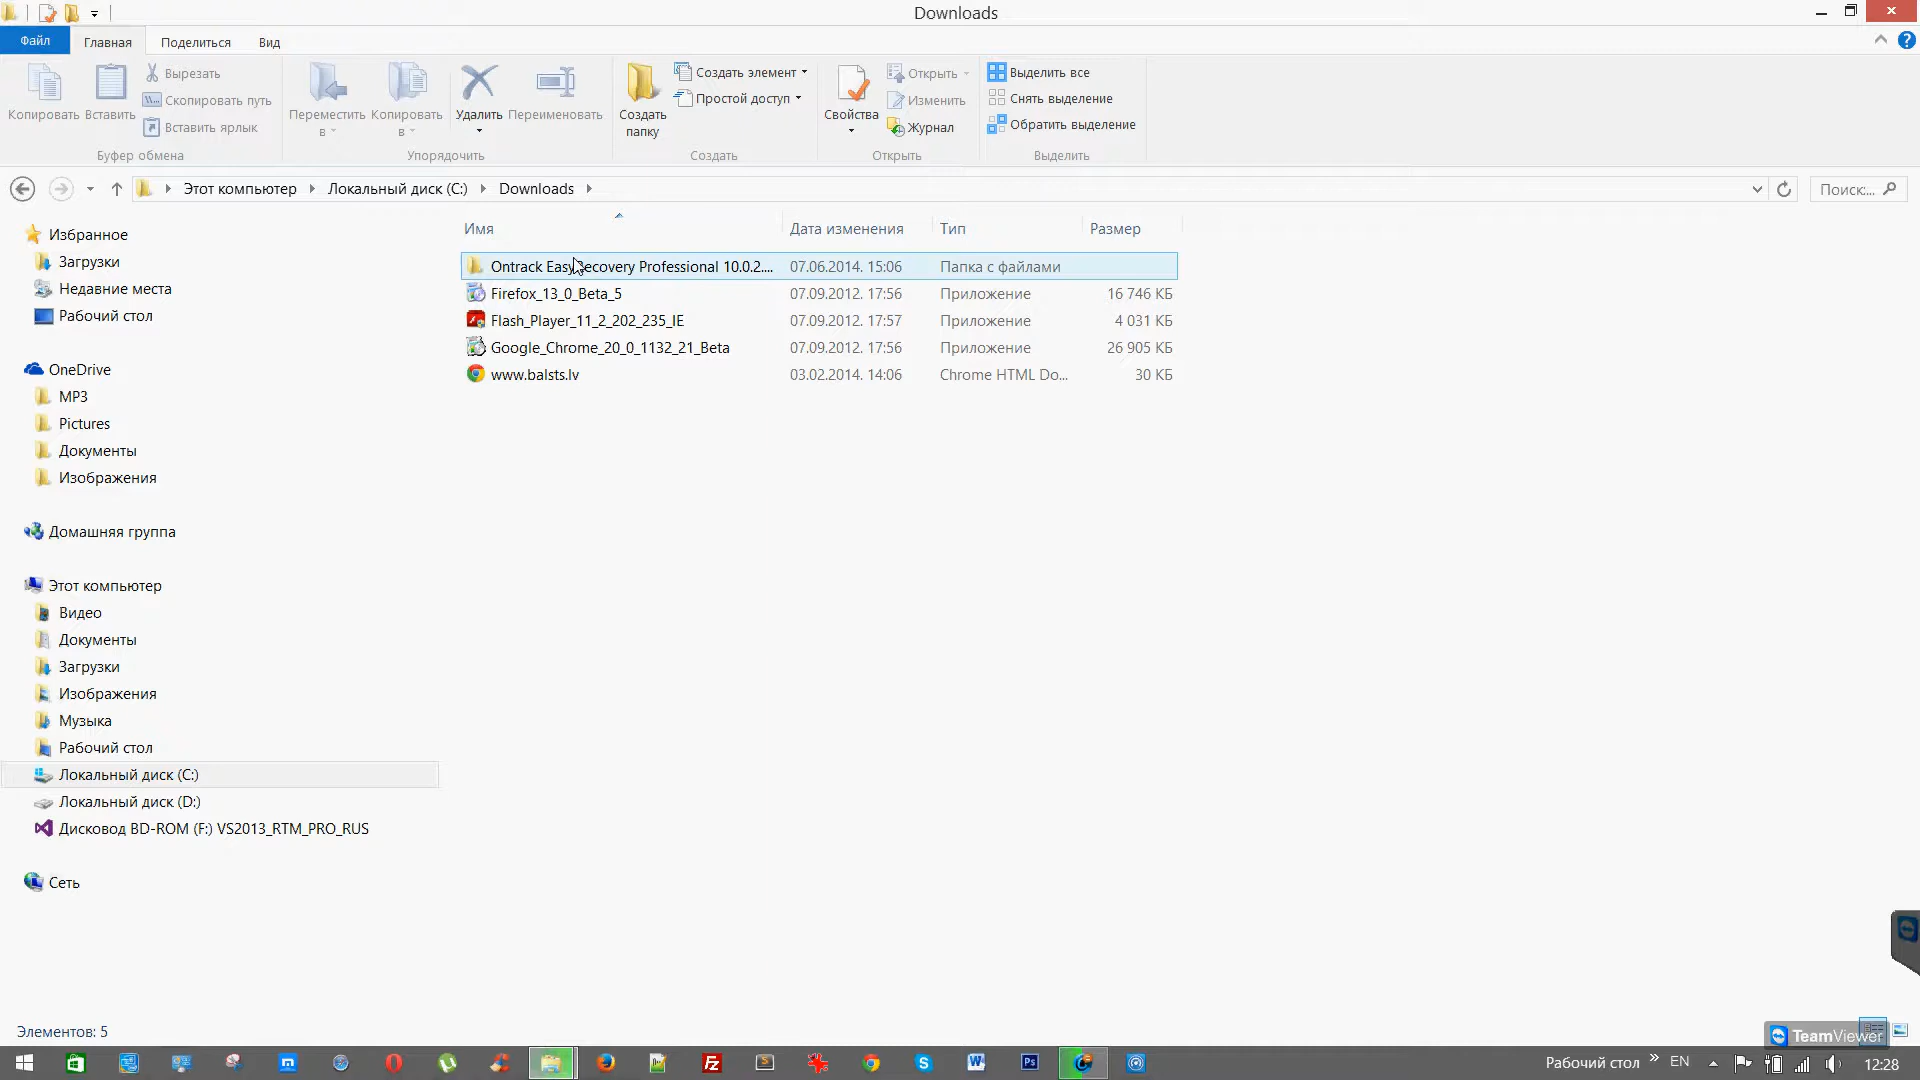 Downloads
Файл
Главная
Поделиться
Вид
Копировать
Вставить
Вырезать
Скопировать путь
Вставить ярлык
Буфер обмена
Переместить в
Копировать в
Удалить
Переименовать
Упорядочить
Создать папку
Создать элемент
Простой доступ
Создать
Свойства
Открыть
Изменить
Журнал
Открыть
Выделить все
Снять выделение
Обратить выделение
Выделить
Этот компьютер
Локальный диск (C:)
Downloads
Поиск:...
Имя Дата изменения Тип Размер
Ontrack Easy ecovery Professional 10.0.2.... 07.06.2014. 15:06 Папка с файлами
Firefox_13_0_Beta_5 07.09.2012. 17:56 Приложение 16 746 КБ
Flash_Player_11_2_202_235_IE 07.09.2012. 17:57 Приложение 4 031 КБ
Google_Chrome_20_0_1132_21_Beta 07.09.2012. 17:56 Приложение 26 905 КБ
www.balsts.lv 03.02.2014. 14:06 Chrome HTML Do... 30 КБ
Избранное
Загрузки
Недавние места
Рабочий стол
OneDrive
MP3
Pictures
Документы
Изображения
Домашняя группа
Этот компьютер
Видео
Документы
Загрузки
Изображения
Музыка
Рабочий стол
Локальный диск (C:)
Локальный диск (D:)
Дисковод BD-ROM (F:) VS2013_RTM_PRO_RUS
Сеть
Элементов: 5
TeamViewer
Рабочий стол
EN
12:28